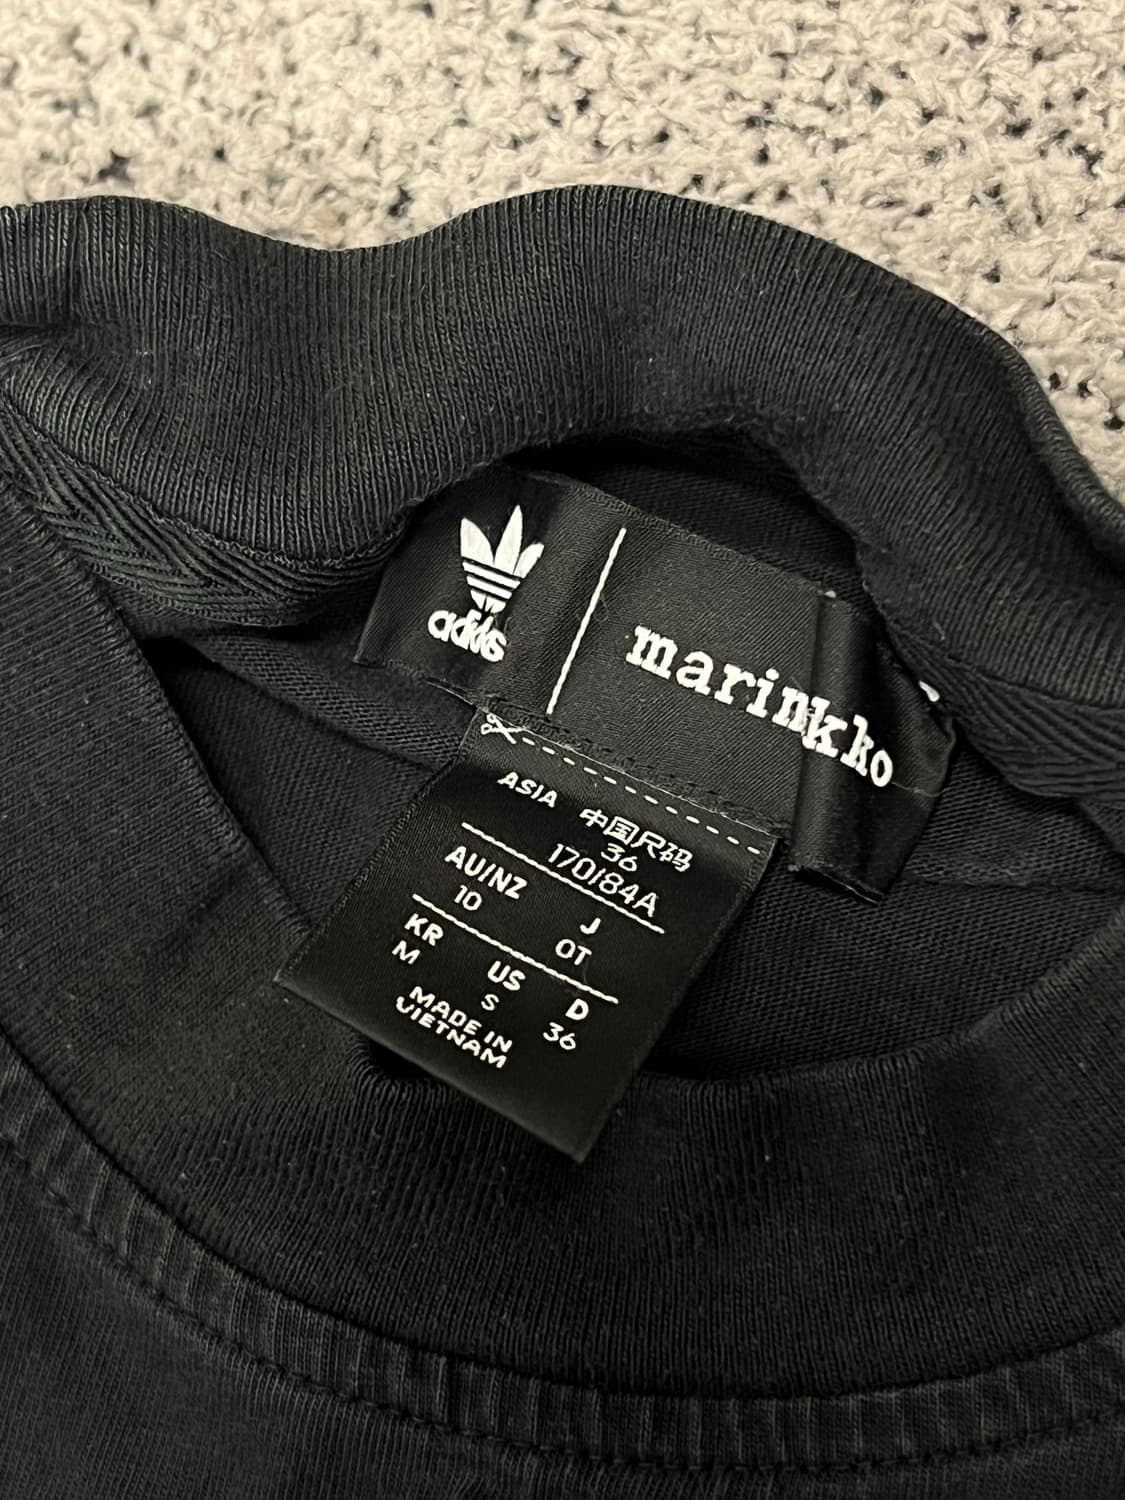 adidas
marimekko
ASIA 中国尺码
36
170/84A
AU/NZ J
10 OT
KR US D
M S 36
MADE IN
VIETNAM